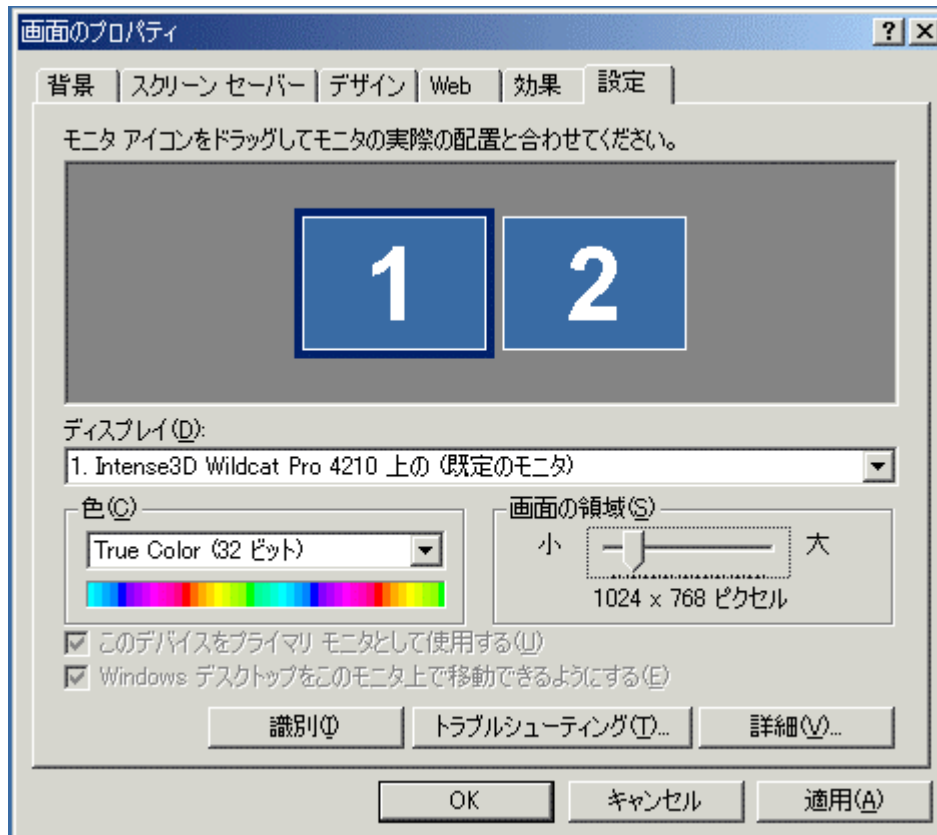 画面のプロパティ
背景 スクリーン セーバー デザイン Web 効果 設定
モニタ アイコンをドラッグしてモニタの実際の配置と合わせてください。
1 2
ディスプレイ(D):
1. Intense3D Wildcat Pro 4210 上の (既定のモニタ)
色(C)
True Color (32 ビット)
画面の領域(S)
小 大
1024 x 768 ピクセル
このデバイスをプライマリ モニタとして使用する(U)
Windows デスクトップをこのモニタ上で移動できるようにする(E)
識別(I) トラブルシューティング(T)... 詳細(V)...
OK キャンセル 適用(A)